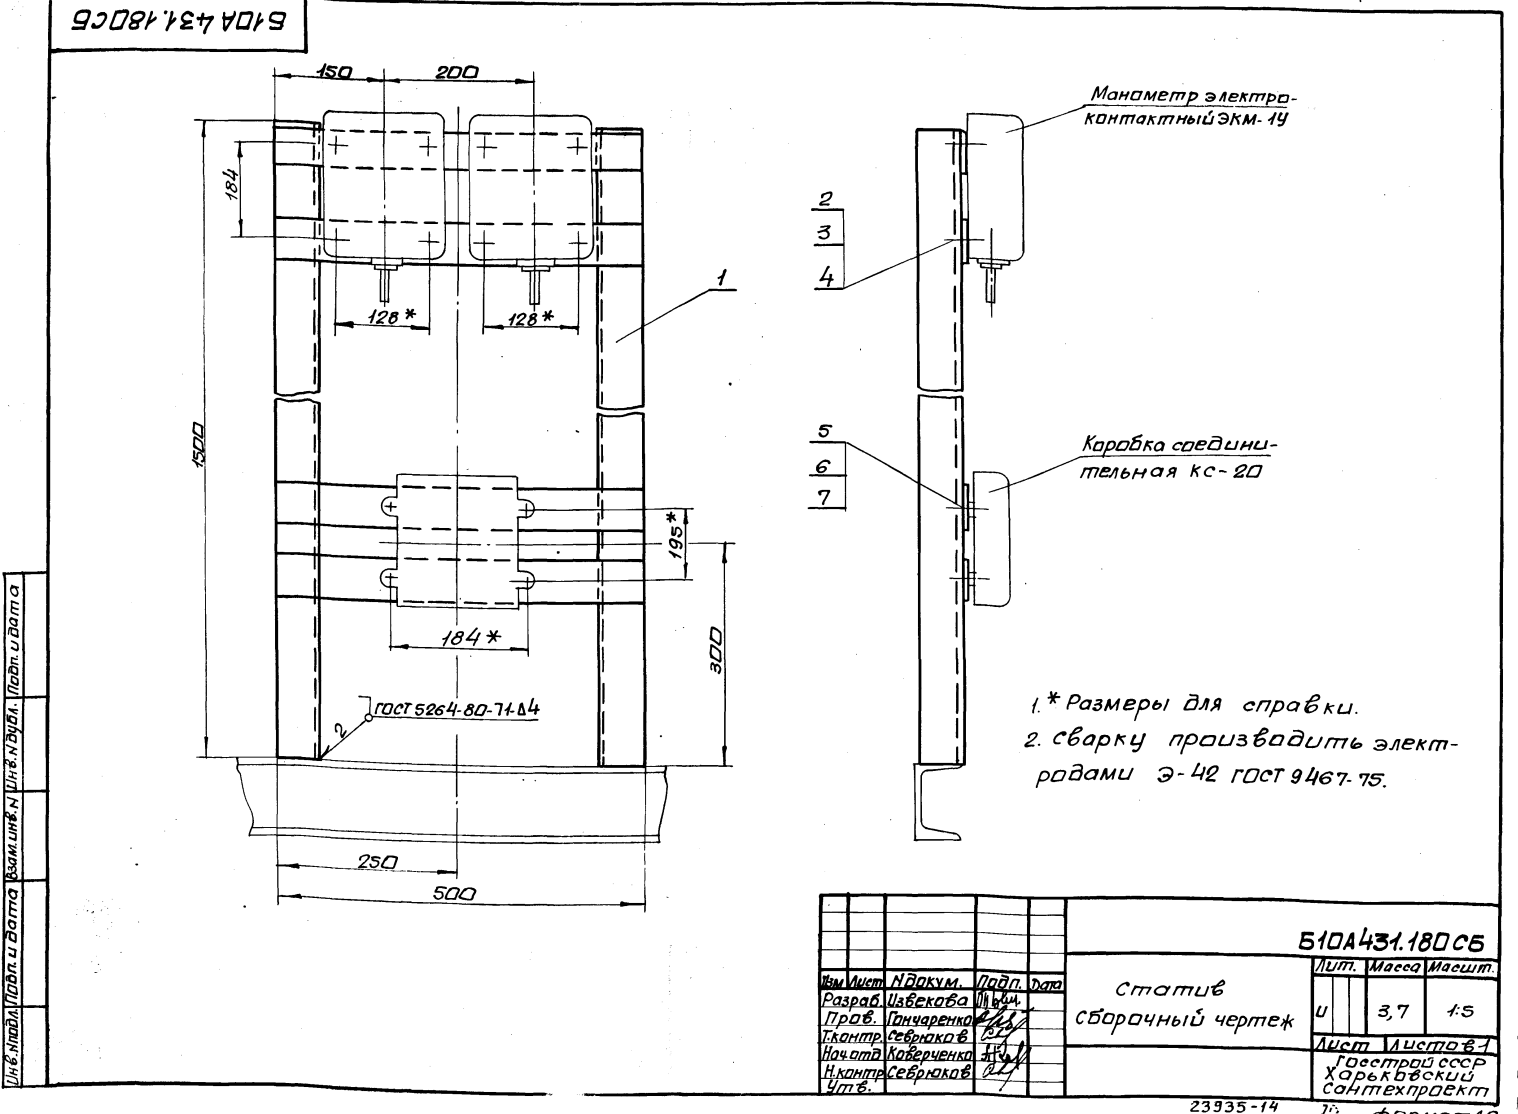 Б10А431.180СБ
150
200
184
128*
128*
1
1500
195*
184*
300
ГОСТ 5264-80-Т1-Δ4
2
250
500
Манометр электро-
контактный ЭКМ-1У
2
3
4
5
6
7
Коробка соедини-
тельная КС-20
1.* Размеры для справки.
2. Сварку производить элект-
родами Э-42 ГОСТ 9467-75.
Подп. и дата
Инв.N дубл.
Взам.инв.N
Подп. и дата
Инв.Nподл.
Б10А431.180СБ
Изм Лист Nдокум. Подп. Дата
Разраб Извекова
Пров. Гончаренко
Т.контр. Севрюков
Нач.отд Коверченко
Н.контр Севрюков
Утв.
Статив
Сборочный чертеж
Лит. Масса Масшт.
И 3,7 1:5
Лист Листов 1
Госстрой СССР
Харьковский
Сантехпроект
23935-14